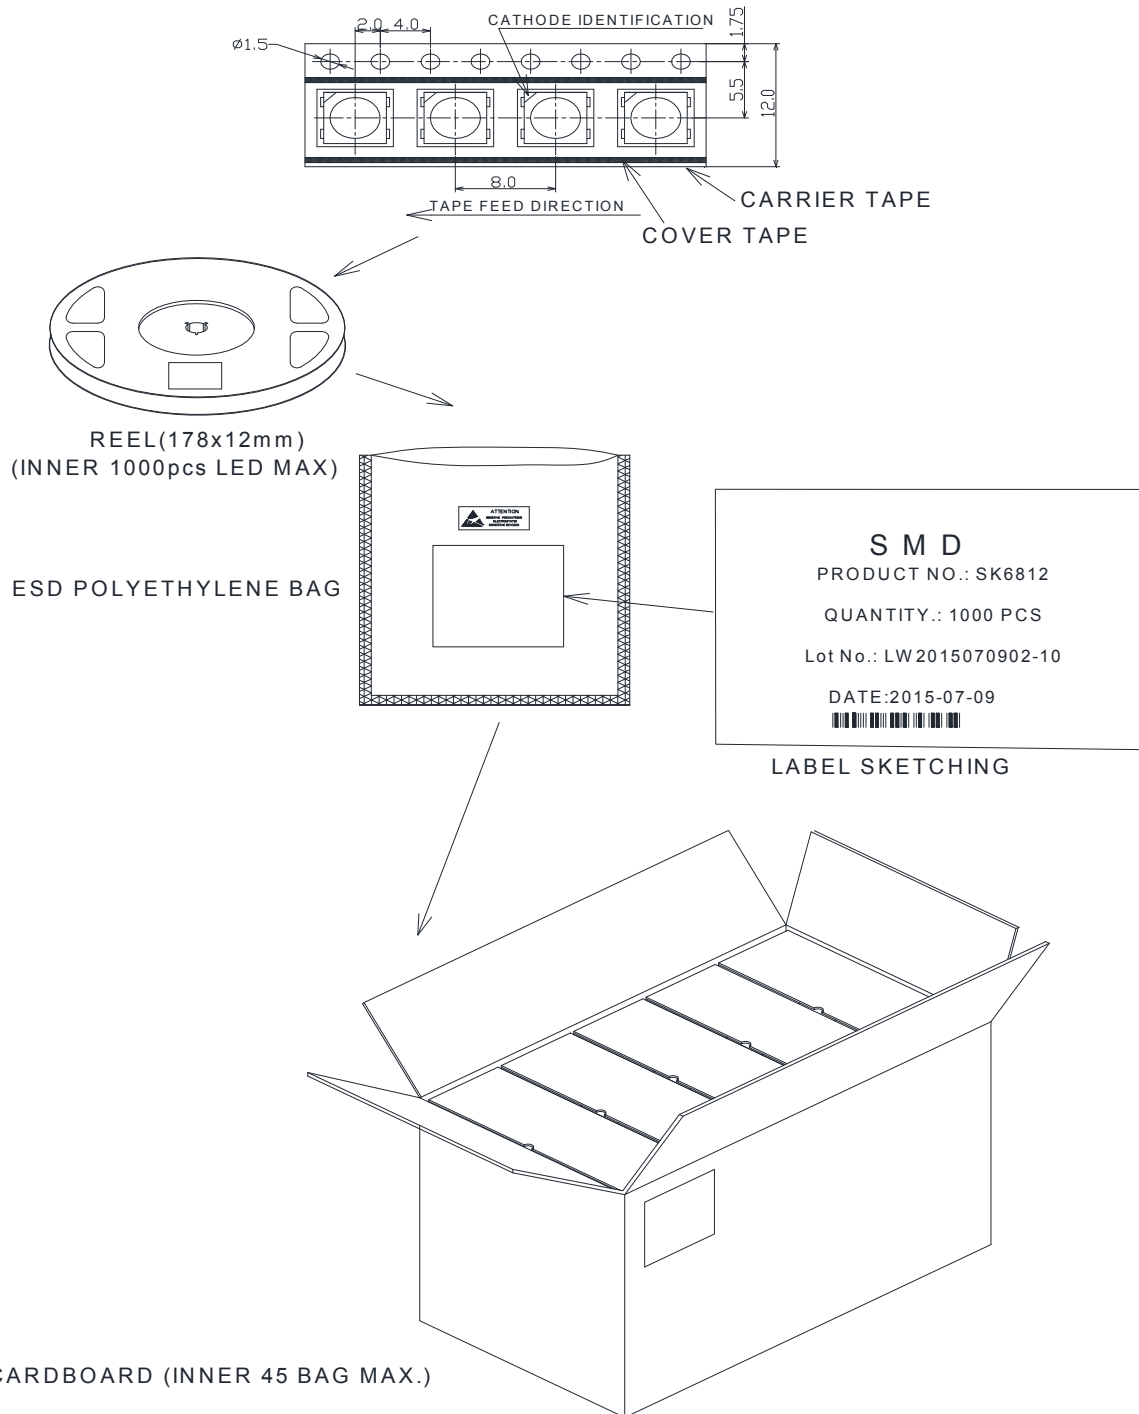 2.0 4.0
CATHODE IDENTIFICATION
1.75
Ø1.5
5.5
12.0
8.0
TAPE FEED DIRECTION
CARRIER TAPE
COVER TAPE
REEL(178x12mm)
(INNER 1000pcs LED MAX)
ATTENTION
ESD POLYETHYLENE BAG
SMD
PRODUCT NO.: SK6812
QUANTITY.: 1000 PCS
Lot No.: LW2015070902-10
DATE:2015-07-09
LABEL SKETCHING
CARDBOARD (INNER 45 BAG MAX.)